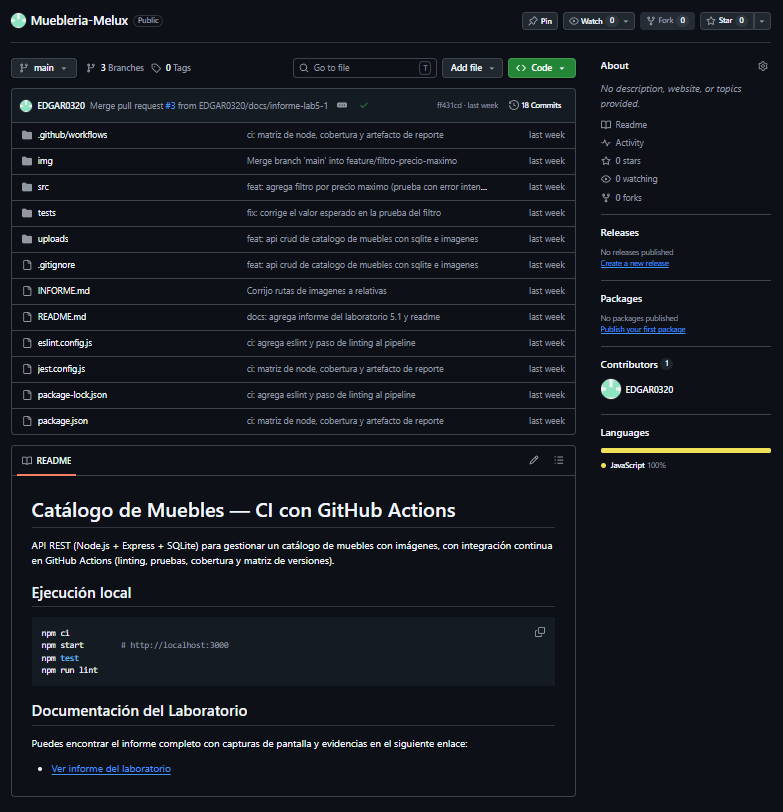 Muebleria-Melux Public
Pin
Watch 0
Fork 0
Star 0
main
3 Branches
0 Tags
Go to file T
Add file
Code
EDGAR0320 Merge pull request #3 from EDGAR0320/docs/informe-lab5-1
ff431cd · last week
18 Commits
.github/workflows ci: matriz de node, cobertura y artefacto de reporte last week
img Merge branch 'main' into feature/filtro-precio-maximo last week
src feat: agrega filtro por precio maximo (prueba con error inten... last week
tests fix: corrige el valor esperado en la prueba del filtro last week
uploads feat: api crud de catalogo de muebles con sqlite e imagenes last week
.gitignore feat: api crud de catalogo de muebles con sqlite e imagenes last week
INFORME.md Corrijo rutas de imagenes a relativas last week
README.md docs: agrega informe del laboratorio 5.1 y readme last week
eslint.config.js ci: agrega eslint y paso de linting al pipeline last week
jest.config.js ci: matriz de node, cobertura y artefacto de reporte last week
package-lock.json ci: agrega eslint y paso de linting al pipeline last week
package.json ci: matriz de node, cobertura y artefacto de reporte last week
README
Catálogo de Muebles — CI con GitHub Actions
API REST (Node.js + Express + SQLite) para gestionar un catálogo de muebles con imágenes, con integración continua
en GitHub Actions (linting, pruebas, cobertura y matriz de versiones).
Ejecución local
npm ci
npm start # http://localhost:3000
npm test
npm run lint
Documentación del Laboratorio
Puedes encontrar el informe completo con capturas de pantalla y evidencias en el siguiente enlace:
Ver informe del laboratorio
About
No description, website, or topics
provided.
Readme
Activity
0 stars
0 watching
0 forks
Releases
No releases published
Create a new release
Packages
No packages published
Publish your first package
Contributors 1
EDGAR0320
Languages
JavaScript 100%